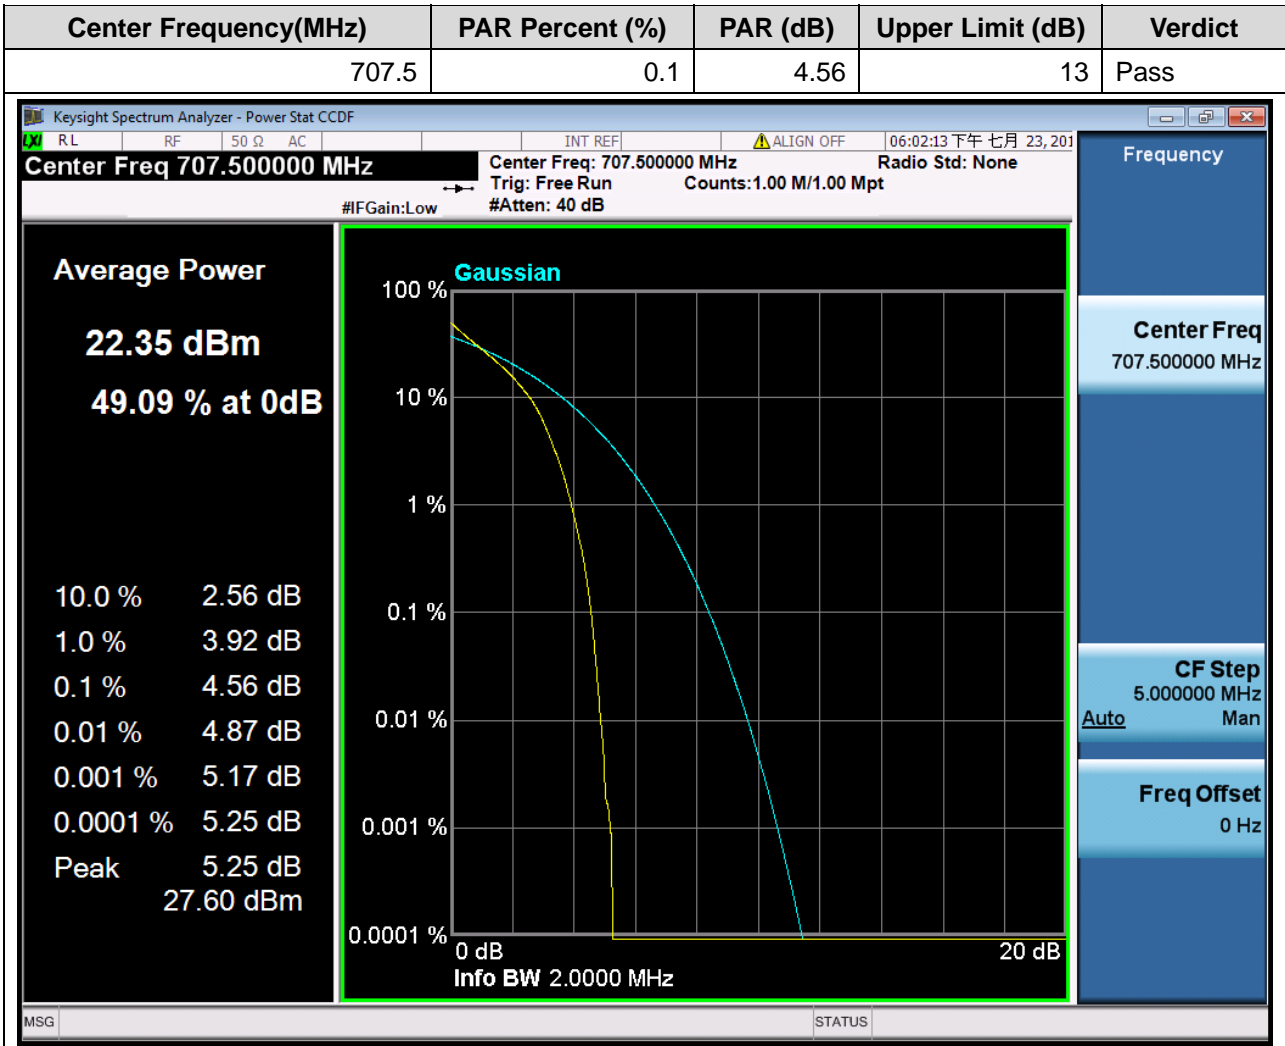 Center Frequency(MHz) PAR Percent (%) PAR (dB) Upper Limit (dB) Verdict
707.5 0.1 4.56 13 Pass
Keysight Spectrum Analyzer - Power Stat CCDF
LXI RL RF 50 Ω AC INT REF ALIGN OFF 06:02:13 下午 七月 23, 201
Center Freq 707.500000 MHz
Center Freq: 707.500000 MHz Radio Std: None
Trig: Free Run Counts:1.00 M/1.00 Mpt
#IFGain:Low #Atten: 40 dB
Average Power
22.35 dBm
49.09 % at 0dB
10.0 % 2.56 dB
1.0 % 3.92 dB
0.1 % 4.56 dB
0.01 % 4.87 dB
0.001 % 5.17 dB
0.0001 % 5.25 dB
Peak 5.25 dB
27.60 dBm
Gaussian
100 %
10 %
1 %
0.1 %
0.01 %
0.001 %
0.0001 %
0 dB 20 dB
Info BW 2.0000 MHz
Frequency
Center Freq
707.500000 MHz
CF Step
5.000000 MHz
Auto Man
Freq Offset
0 Hz
MSG STATUS